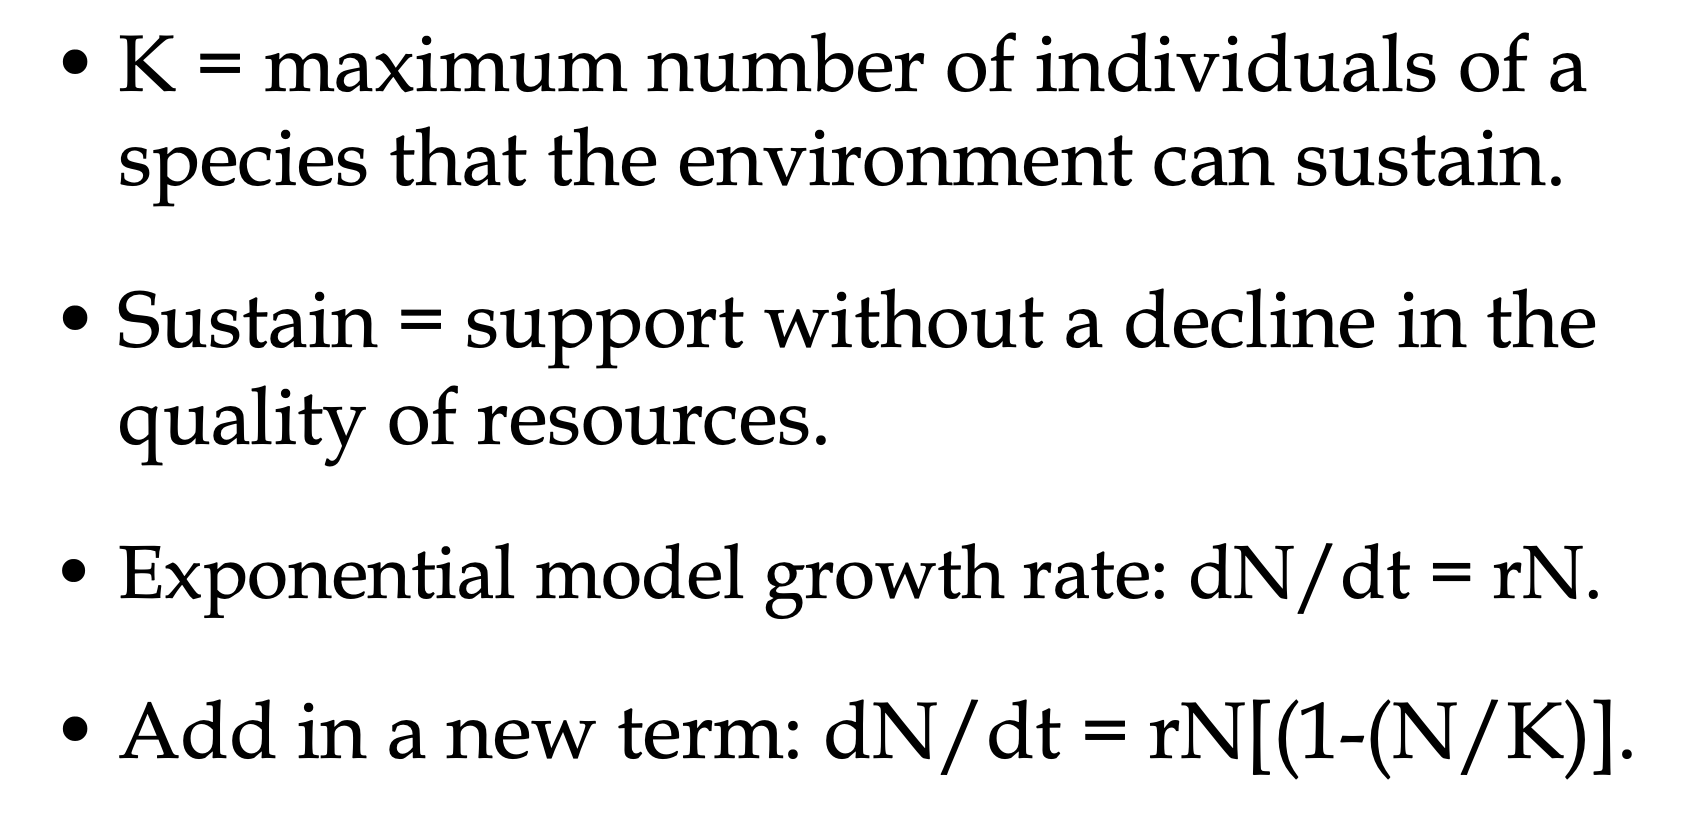 • K = maximum number of individuals of a
species that the environment can sustain.
• Sustain = support without a decline in the
quality of resources.
• Exponential model growth rate: dN/dt = rN.
• Add in a new term: dN/dt = rN[(1-(N/K)].